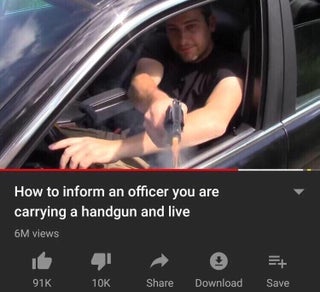 How to inform an officer you are
carrying a handgun and live
6M views
91K
10K
Share
Download
Save